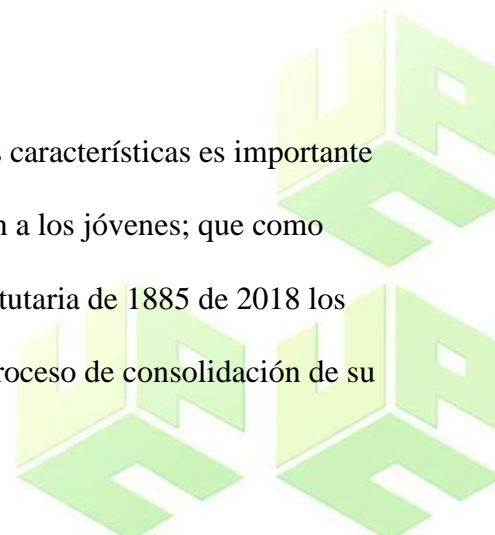 características es importante
a los jóvenes; que como
tutaria de 1885 de 2018 los
roceso de consolidación de su